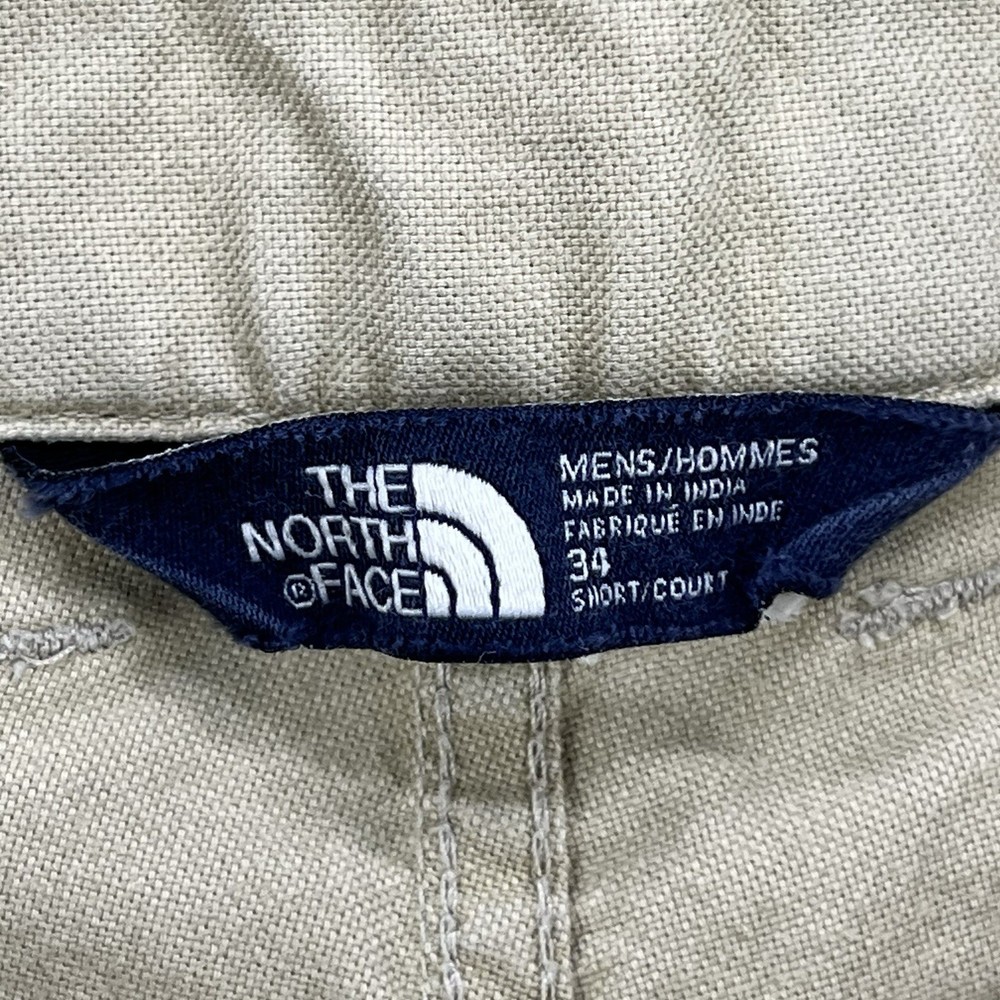 THE
NORTH
®FACE
MENS/HOMMES
MADE IN INDIA
FABRIQUÉ EN INDE
34
SHORT/COURT